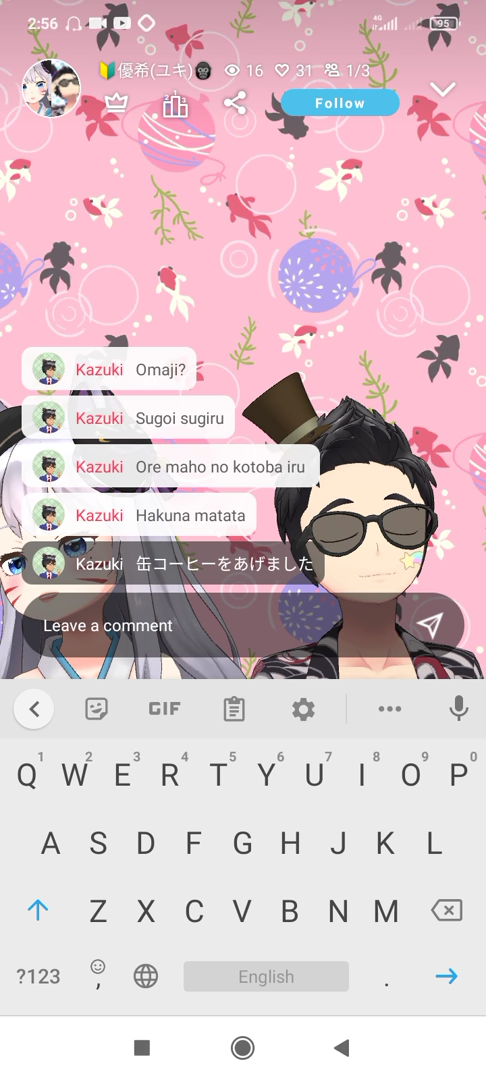 2:56
4G
95
🔰優希(ユキ) 16 31 1/3
Follow
Kazuki Omaji?
Kazuki Sugoi sugiru
Kazuki Ore maho no kotoba iru
Kazuki Hakuna matata
Kazuki 缶コーヒーをあげました
Leave a comment
GIF
1 2 3 4 5 6 7 8 9 0
Q W E R T Y U I O P
A S D F G H J K L
Z X C V B N M
?123 , English .